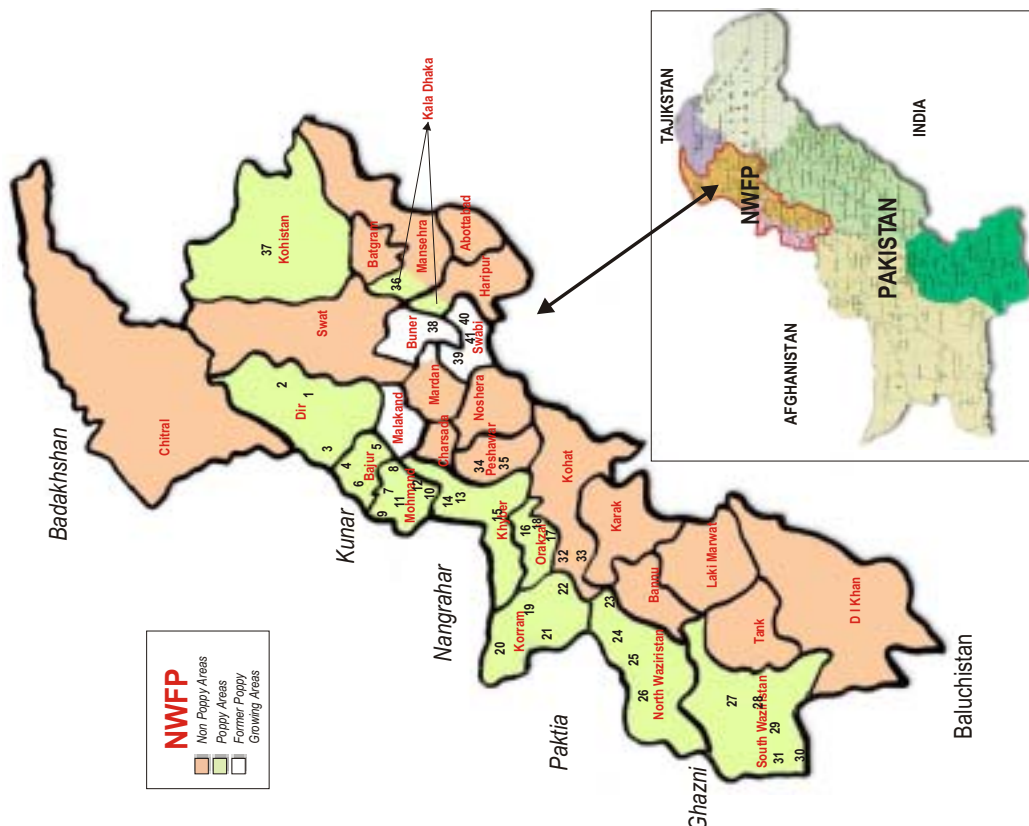 NWFP
Non Poppy Areas
Poppy Areas
Former Poppy
Growing Areas
Badakhshan
Kunar
Nangrahar
Paktia
Ghazni
Baluchistan
Kala Dhaka
Chitral
Swat
37
Kohistan
Dir
1
2
3
Batgram
36
Mansehra
Abottabad
Haripur
Buner
38
39
40
41
Swabi
Malakand
Mardan
Charsada
Noshera
34
Peshawar
35
4
Bajur
5
6
7
8
9
Mohmand
10
11
12
13
14
15
Khyber
16
Orakzai
17
18
Kohat
32
33
Karak
Korram
19
20
21
22
23
24
25
26
North Waziristan
Bannu
Laki Marwat
Tank
D I Khan
27
28
South Waziristan
29
30
31
TAJIKSTAN
INDIA
NWFP
PAKISTAN
AFGHANISTAN